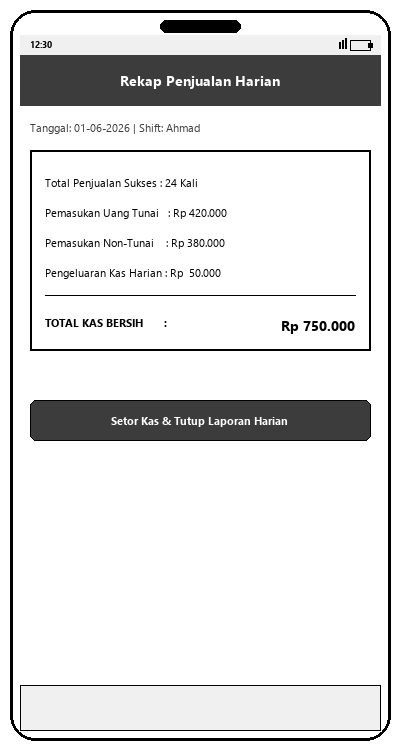 12:30
Rekap Penjualan Harian
Tanggal: 01-06-2026 | Shift: Ahmad
Total Penjualan Sukses : 24 Kali
Pemasukan Uang Tunai : Rp 420.000
Pemasukan Non-Tunai : Rp 380.000
Pengeluaran Kas Harian : Rp 50.000
TOTAL KAS BERSIH : Rp 750.000
Setor Kas & Tutup Laporan Harian